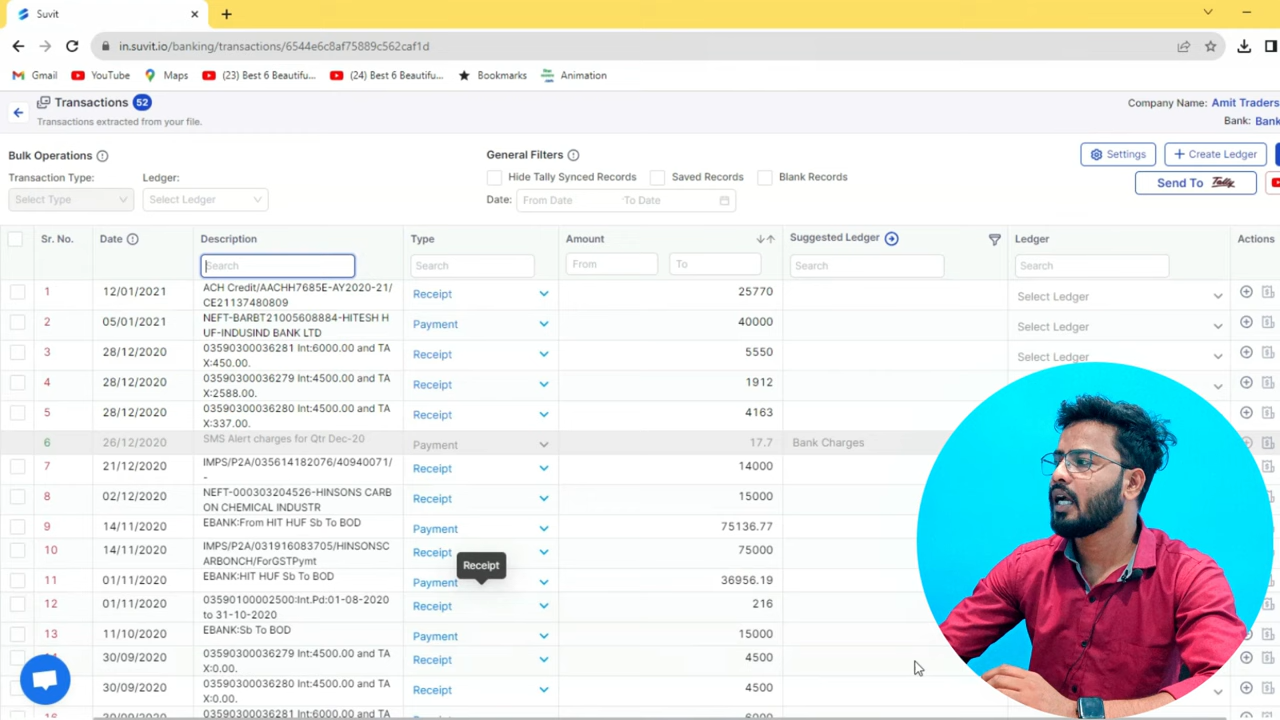 Suvit
in.suvit.io/banking/transactions/6544e6c8af75889c562caf1d
Gmail
YouTube
Maps
(23) Best 6 Beautifu...
(24) Best 6 Beautifu...
Bookmarks
Animation
Transactions 52
Transactions extracted from your file.
Company Name: Amit Traders
Bank: Bank
Bulk Operations
Transaction Type:
Ledger:
Select Type
Select Ledger
General Filters
Hide Tally Synced Records
Saved Records
Blank Records
Date: From Date To Date
Settings
+ Create Ledger
Send To Tally
Sr. No. Date Description Type Amount Suggested Ledger Ledger Actions
Search Search From To Search Search
1 12/01/2021 ACH Credit/AACHH7685E-AY2020-21/ Receipt 25770 Select Ledger
CE21137480809
2 05/01/2021 NEFT-BARBT21005608884-HITESH H Payment 40000 Select Ledger
UF-INDUSIND BANK LTD
3 28/12/2020 03590300036281 Int:6000.00 and TA Receipt 5550 Select Ledger
X:450.00.
4 28/12/2020 03590300036279 Int:4500.00 and TA Receipt 1912
X:2588.00.
5 28/12/2020 03590300036280 Int:4500.00 and TA Receipt 4163
X:337.00.
6 26/12/2020 SMS Alert charges for Qtr Dec-20 Payment 17.7 Bank Charges
7 21/12/2020 IMPS/P2A/035614182076/40940071/ Receipt 14000
-
8 02/12/2020 NEFT-000303204526-HINSONS CARB Receipt 15000
ON CHEMICAL INDUSTR
9 14/11/2020 EBANK:From HIT HUF Sb To BOD Payment 75136.77
10 14/11/2020 IMPS/P2A/031916083705/HINSONSC Receipt 75000
ARBONCH/ForGSTPymt
Receipt
11 01/11/2020 EBANK:HIT HUF Sb To BOD Payment 36956.19
12 01/11/2020 03590100002500:Int.Pd:01-08-2020 Receipt 216
to 31-10-2020
13 11/10/2020 EBANK:Sb To BOD Payment 15000
30/09/2020 03590300036279 Int:4500.00 and TA Receipt 4500
X:0.00.
30/09/2020 03590300036280 Int:4500.00 and TA Receipt 4500
X:0.00.
16 30/09/2020 03590300036281 Int:6000.00 and TA 6000